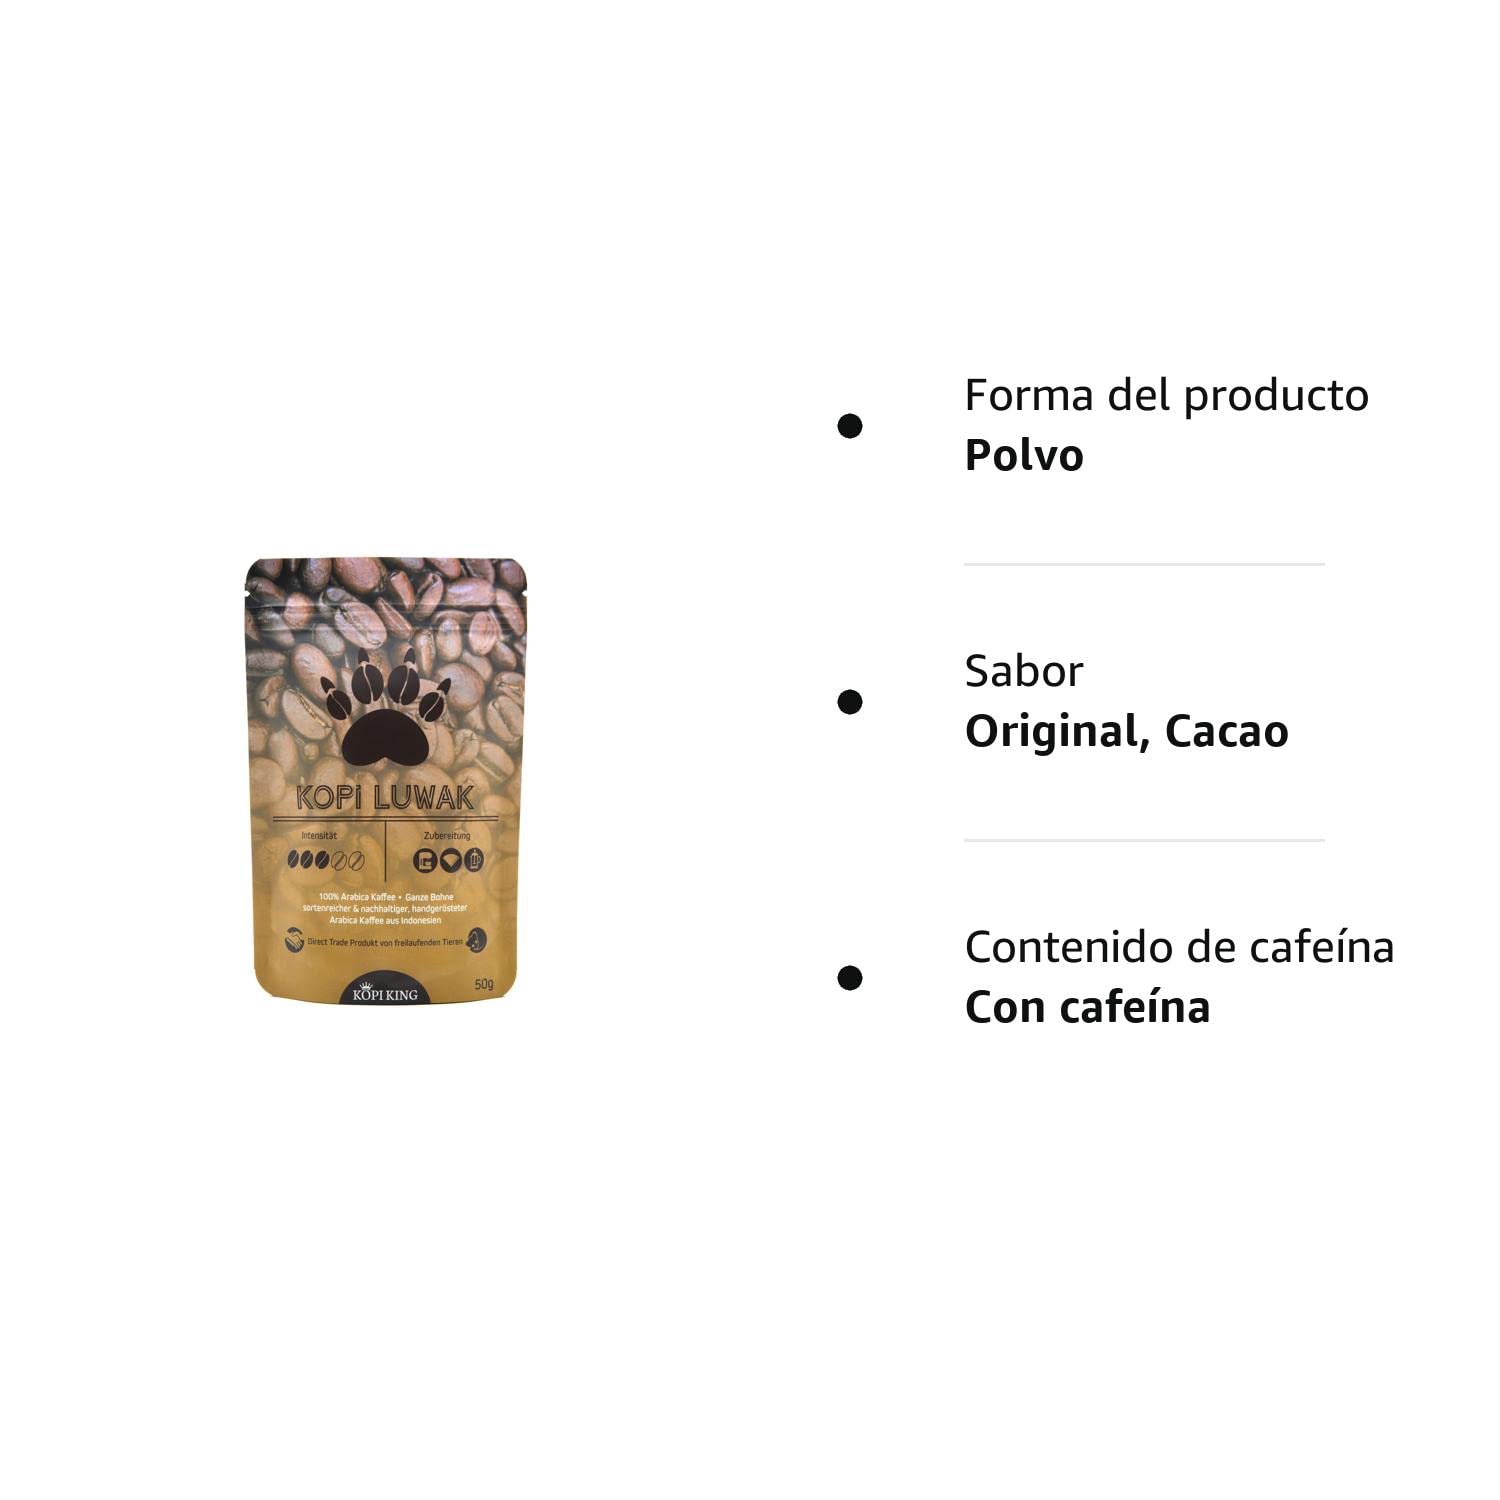 KOPI LUWAK
Intensität
Zubereitung
100% Arabica Kaffee • Ganze Bohne
sortenreicher & nachhaltiger, handgerösteter
Arabica Kaffee aus Indonesien
Direct Trade Produkt von freilaufenden Tieren
KOPI KING
50g
Forma del producto
Polvo
Sabor
Original, Cacao
Contenido de cafeína
Con cafeína